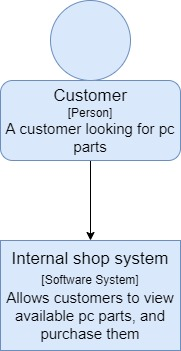 Customer
[Person]
A customer looking for pc
parts
Internal shop system
[Software System]
Allows customers to view
available pc parts, and
purchase them